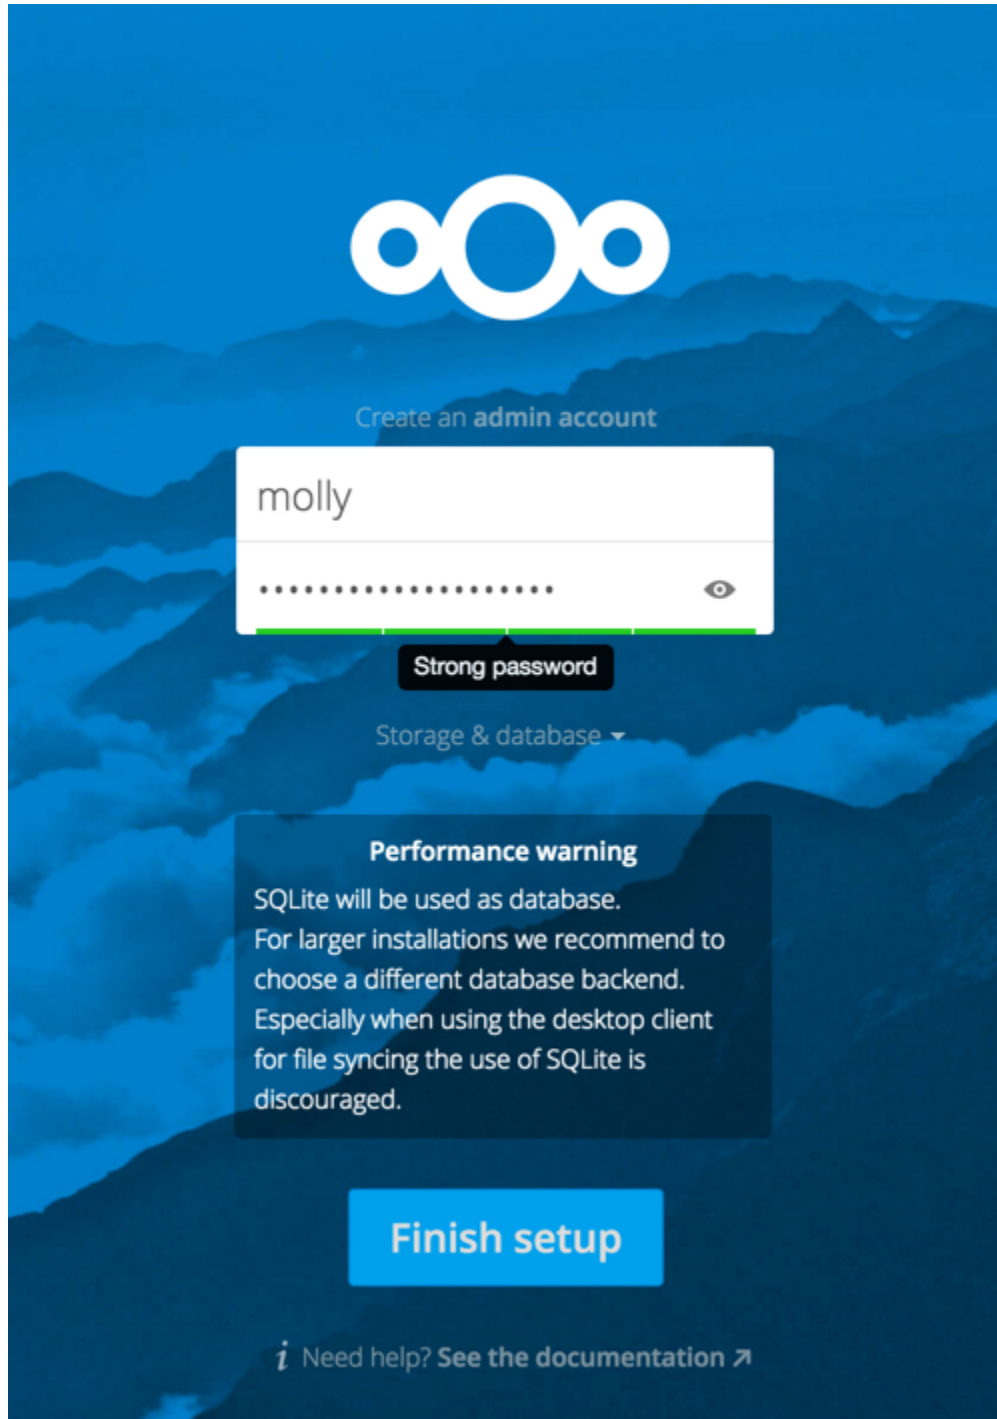 Create an admin account
molly
••••••••••••••••••••
Strong password
Storage & database
Performance warning
SQLite will be used as database.
For larger installations we recommend to
choose a different database backend.
Especially when using the desktop client
for file syncing the use of SQLite is
discouraged.
Finish setup
i Need help? See the documentation ↗